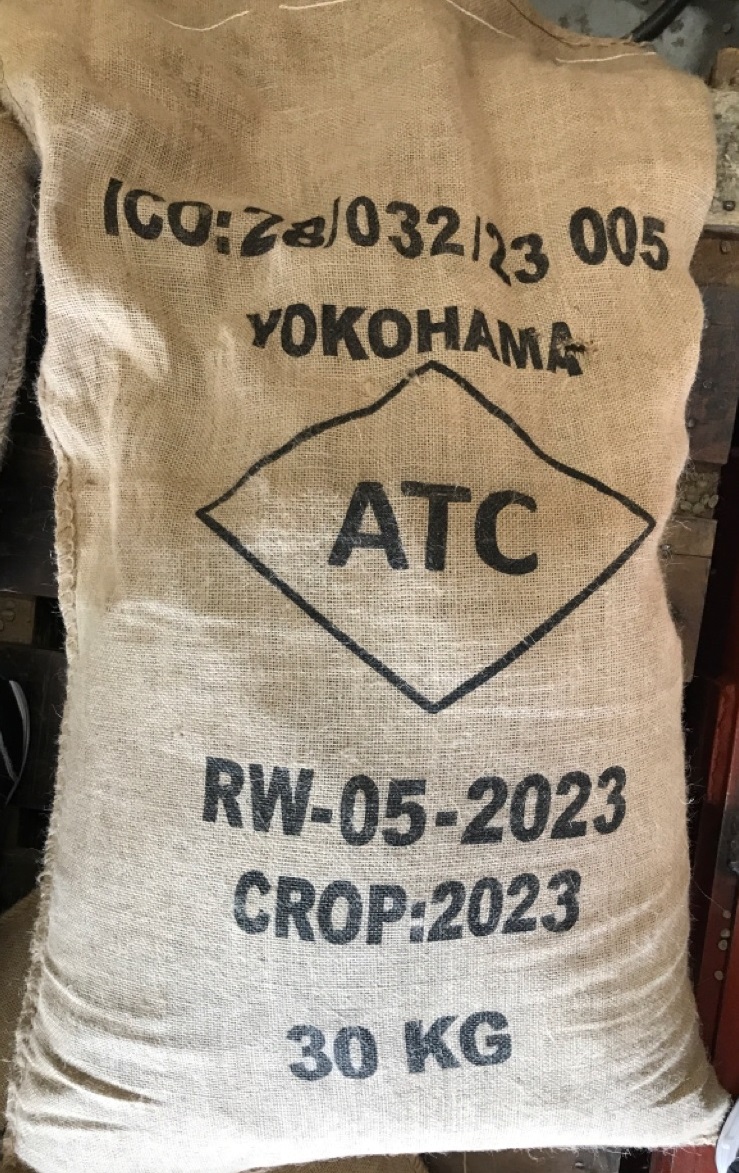 ICO:28/032/23 005
YOKOHAMA
ATC
RW-05-2023
CROP:2023
30 KG